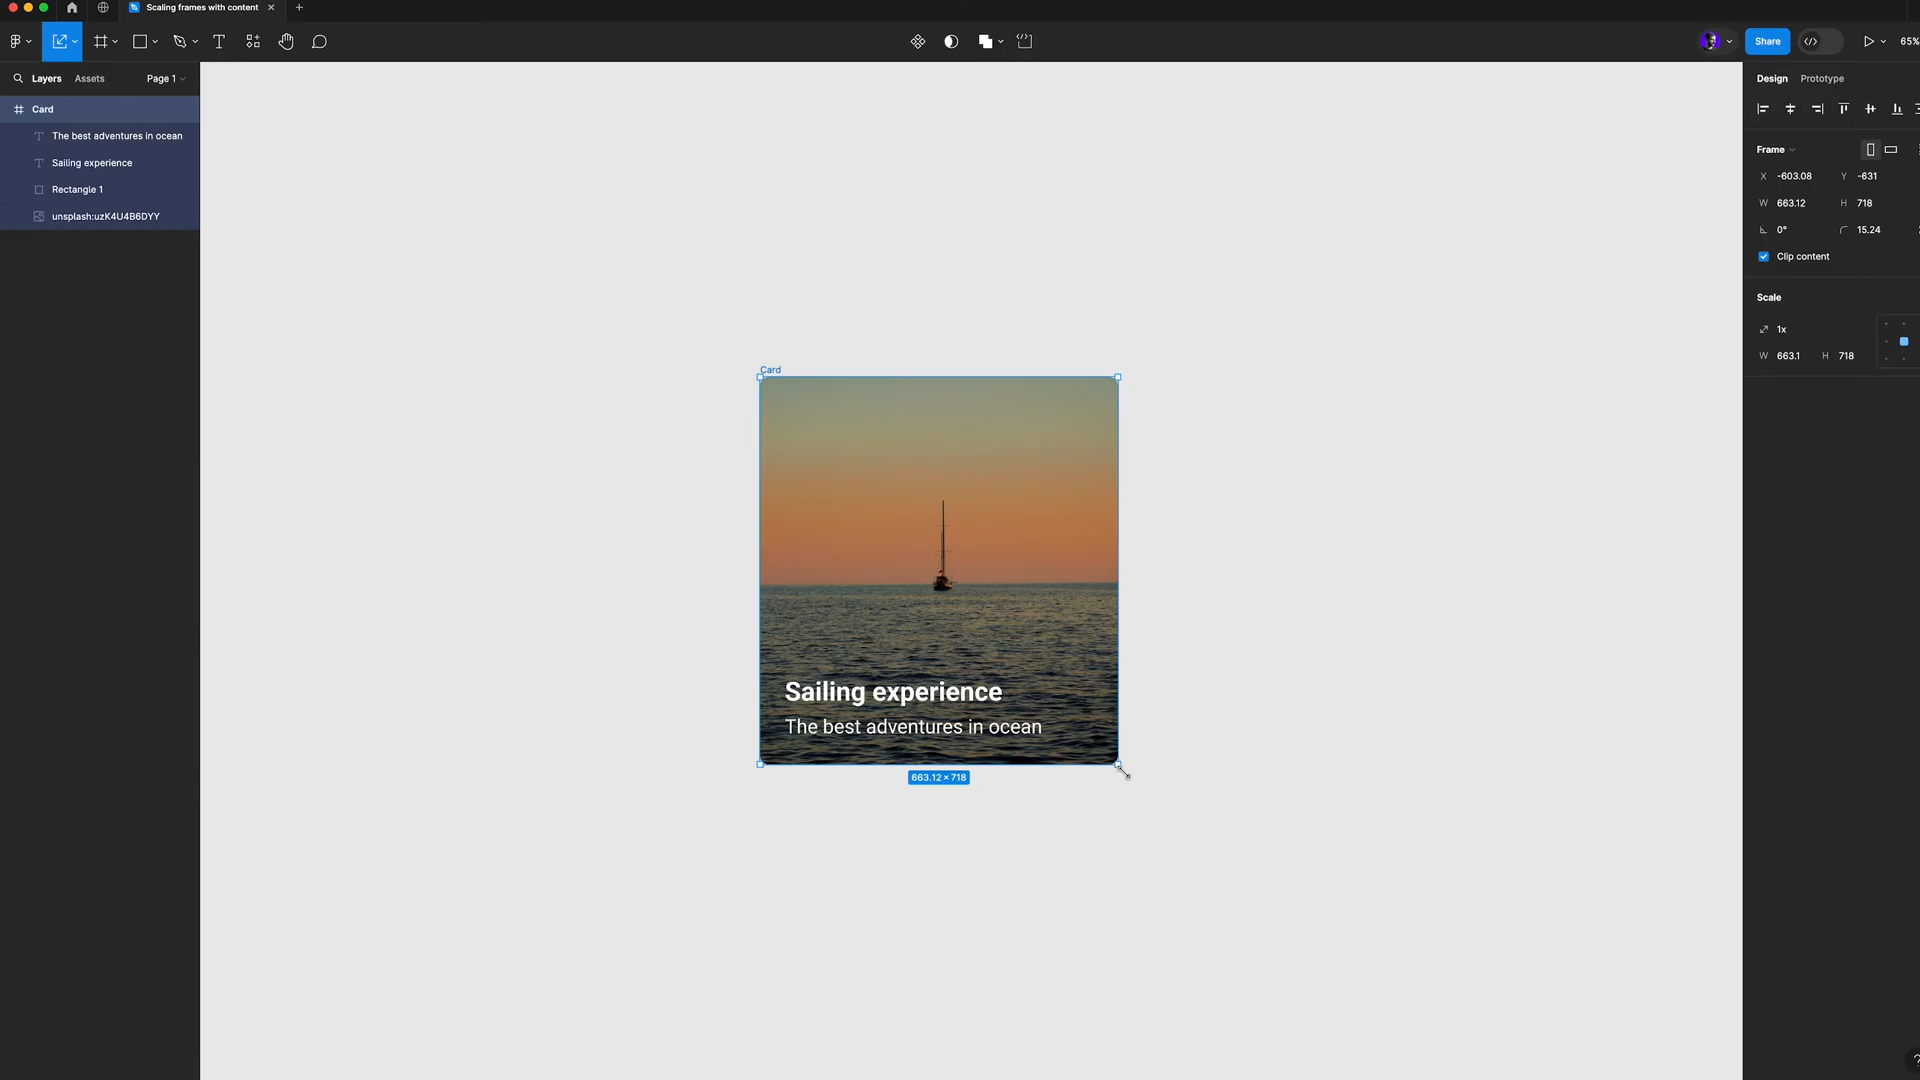 Scaling frames with content
Share
65%
Layers
Assets
Page 1
Design
Prototype
Card
The best adventures in ocean
Sailing experience
Rectangle 1
unsplash:uzK4U4B6DYY
Frame
X -603.08
Y -631
W 663.12
H 718
0°
15.24
Clip content
Scale
1x
W 663.1
H 718
Card
Sailing experience
The best adventures in ocean
663.12 × 718
?